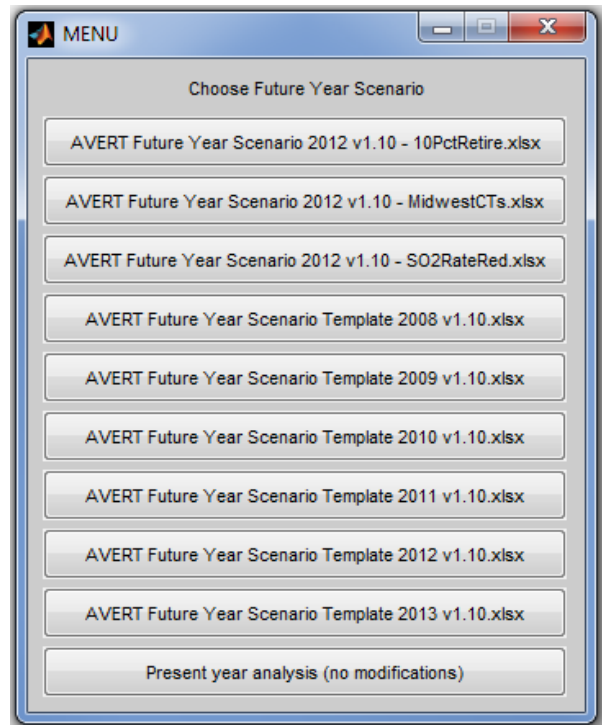 MENU
Choose Future Year Scenario
AVERT Future Year Scenario 2012 v1.10 - 10PctRetire.xlsx
AVERT Future Year Scenario 2012 v1.10 - MidwestCTs.xlsx
AVERT Future Year Scenario 2012 v1.10 - SO2RateRed.xlsx
AVERT Future Year Scenario Template 2008 v1.10.xlsx
AVERT Future Year Scenario Template 2009 v1.10.xlsx
AVERT Future Year Scenario Template 2010 v1.10.xlsx
AVERT Future Year Scenario Template 2011 v1.10.xlsx
AVERT Future Year Scenario Template 2012 v1.10.xlsx
AVERT Future Year Scenario Template 2013 v1.10.xlsx
Present year analysis (no modifications)